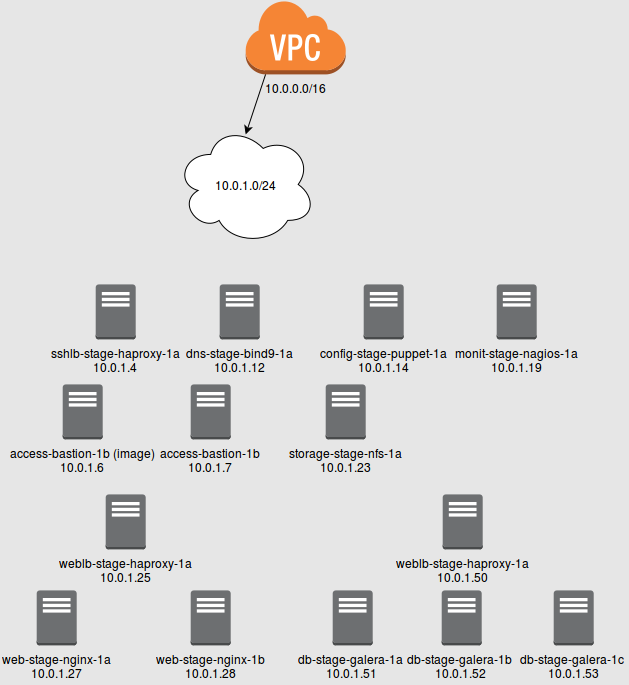 VPC
10.0.0.0/16
10.0.1.0/24
sshlb-stage-haproxy-1a
10.0.1.4
dns-stage-bind9-1a
10.0.1.12
config-stage-puppet-1a
10.0.1.14
monit-stage-nagios-1a
10.0.1.19
access-bastion-1b (image)
10.0.1.6
access-bastion-1b
10.0.1.7
storage-stage-nfs-1a
10.0.1.23
weblb-stage-haproxy-1a
10.0.1.25
weblb-stage-haproxy-1a
10.0.1.50
web-stage-nginx-1a
10.0.1.27
web-stage-nginx-1b
10.0.1.28
db-stage-galera-1a
10.0.1.51
db-stage-galera-1b
10.0.1.52
db-stage-galera-1c
10.0.1.53